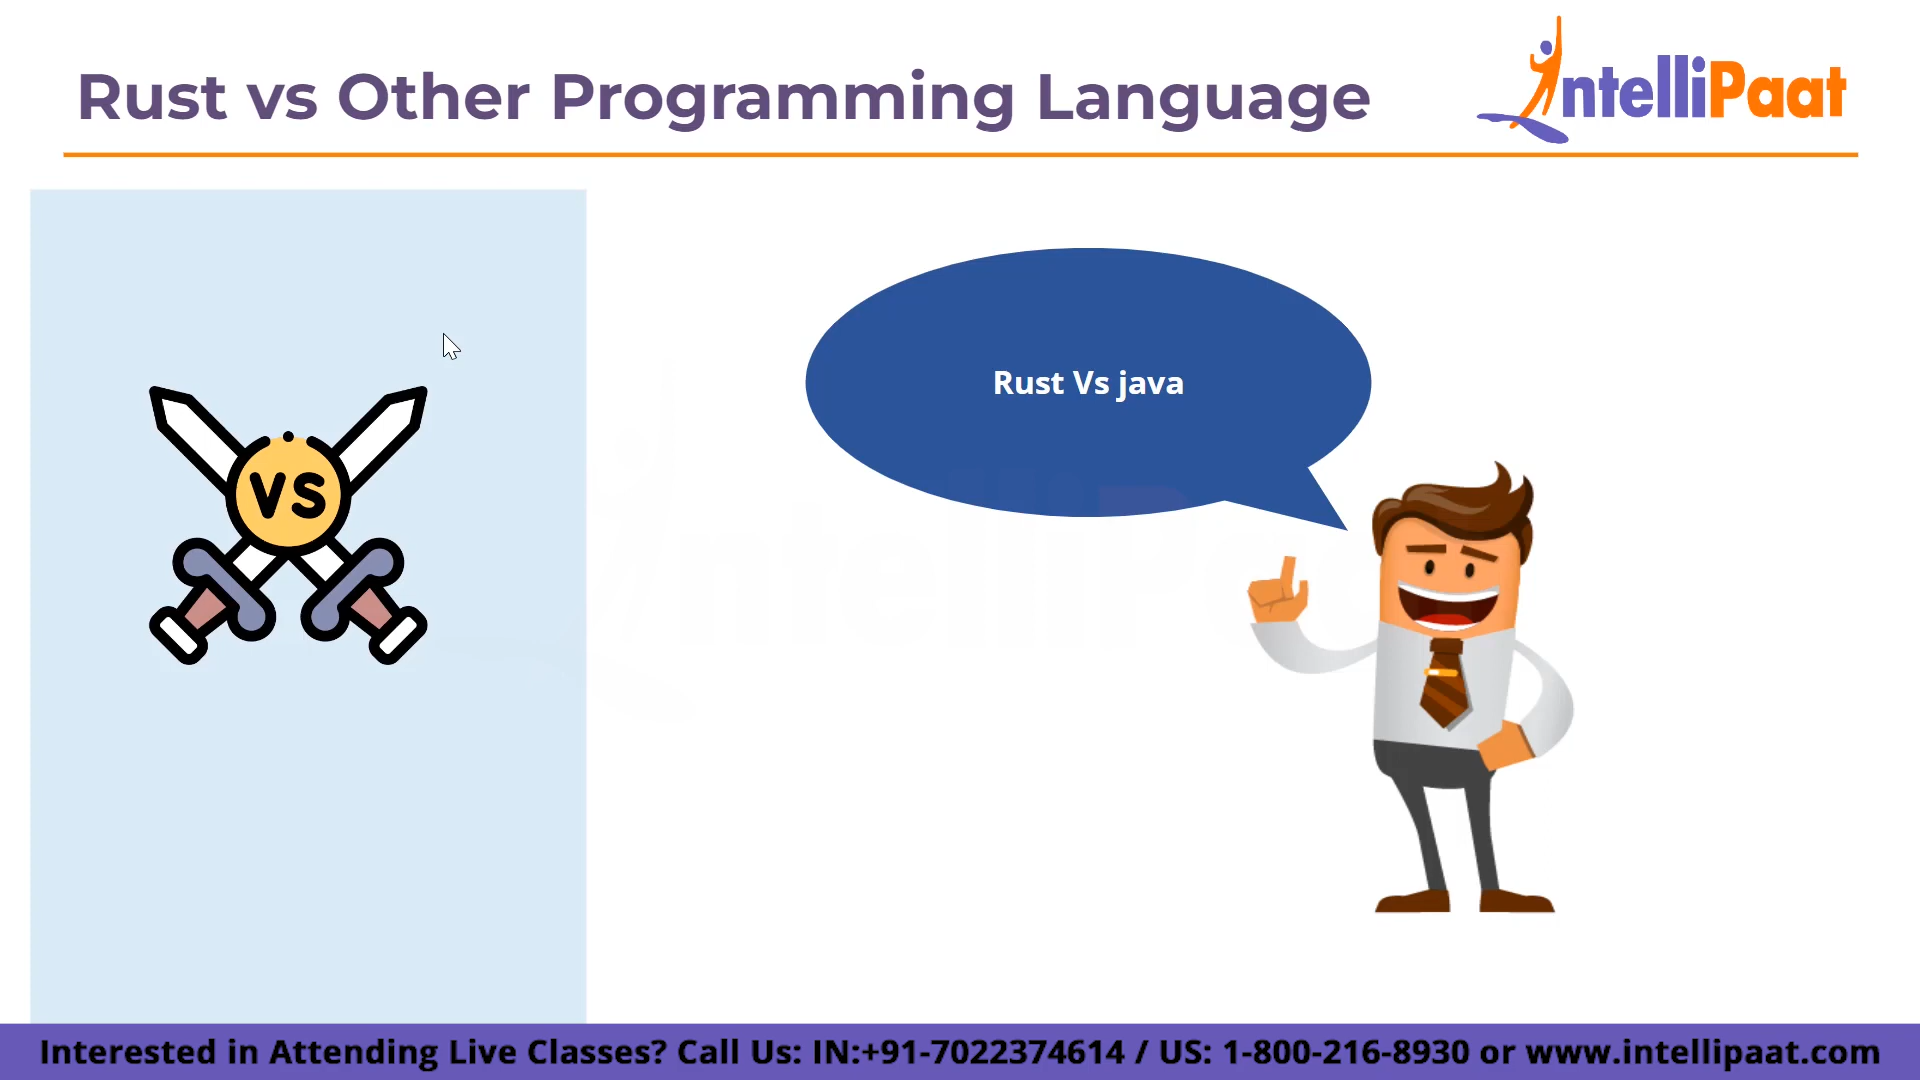 Rust vs Other Programming Language
IntelliPaat
VS
Rust Vs java
IntelliPaat
Interested in Attending Live Classes? Call Us: IN:+91-7022374614 / US: 1-800-216-8930 or www.intellipaat.com